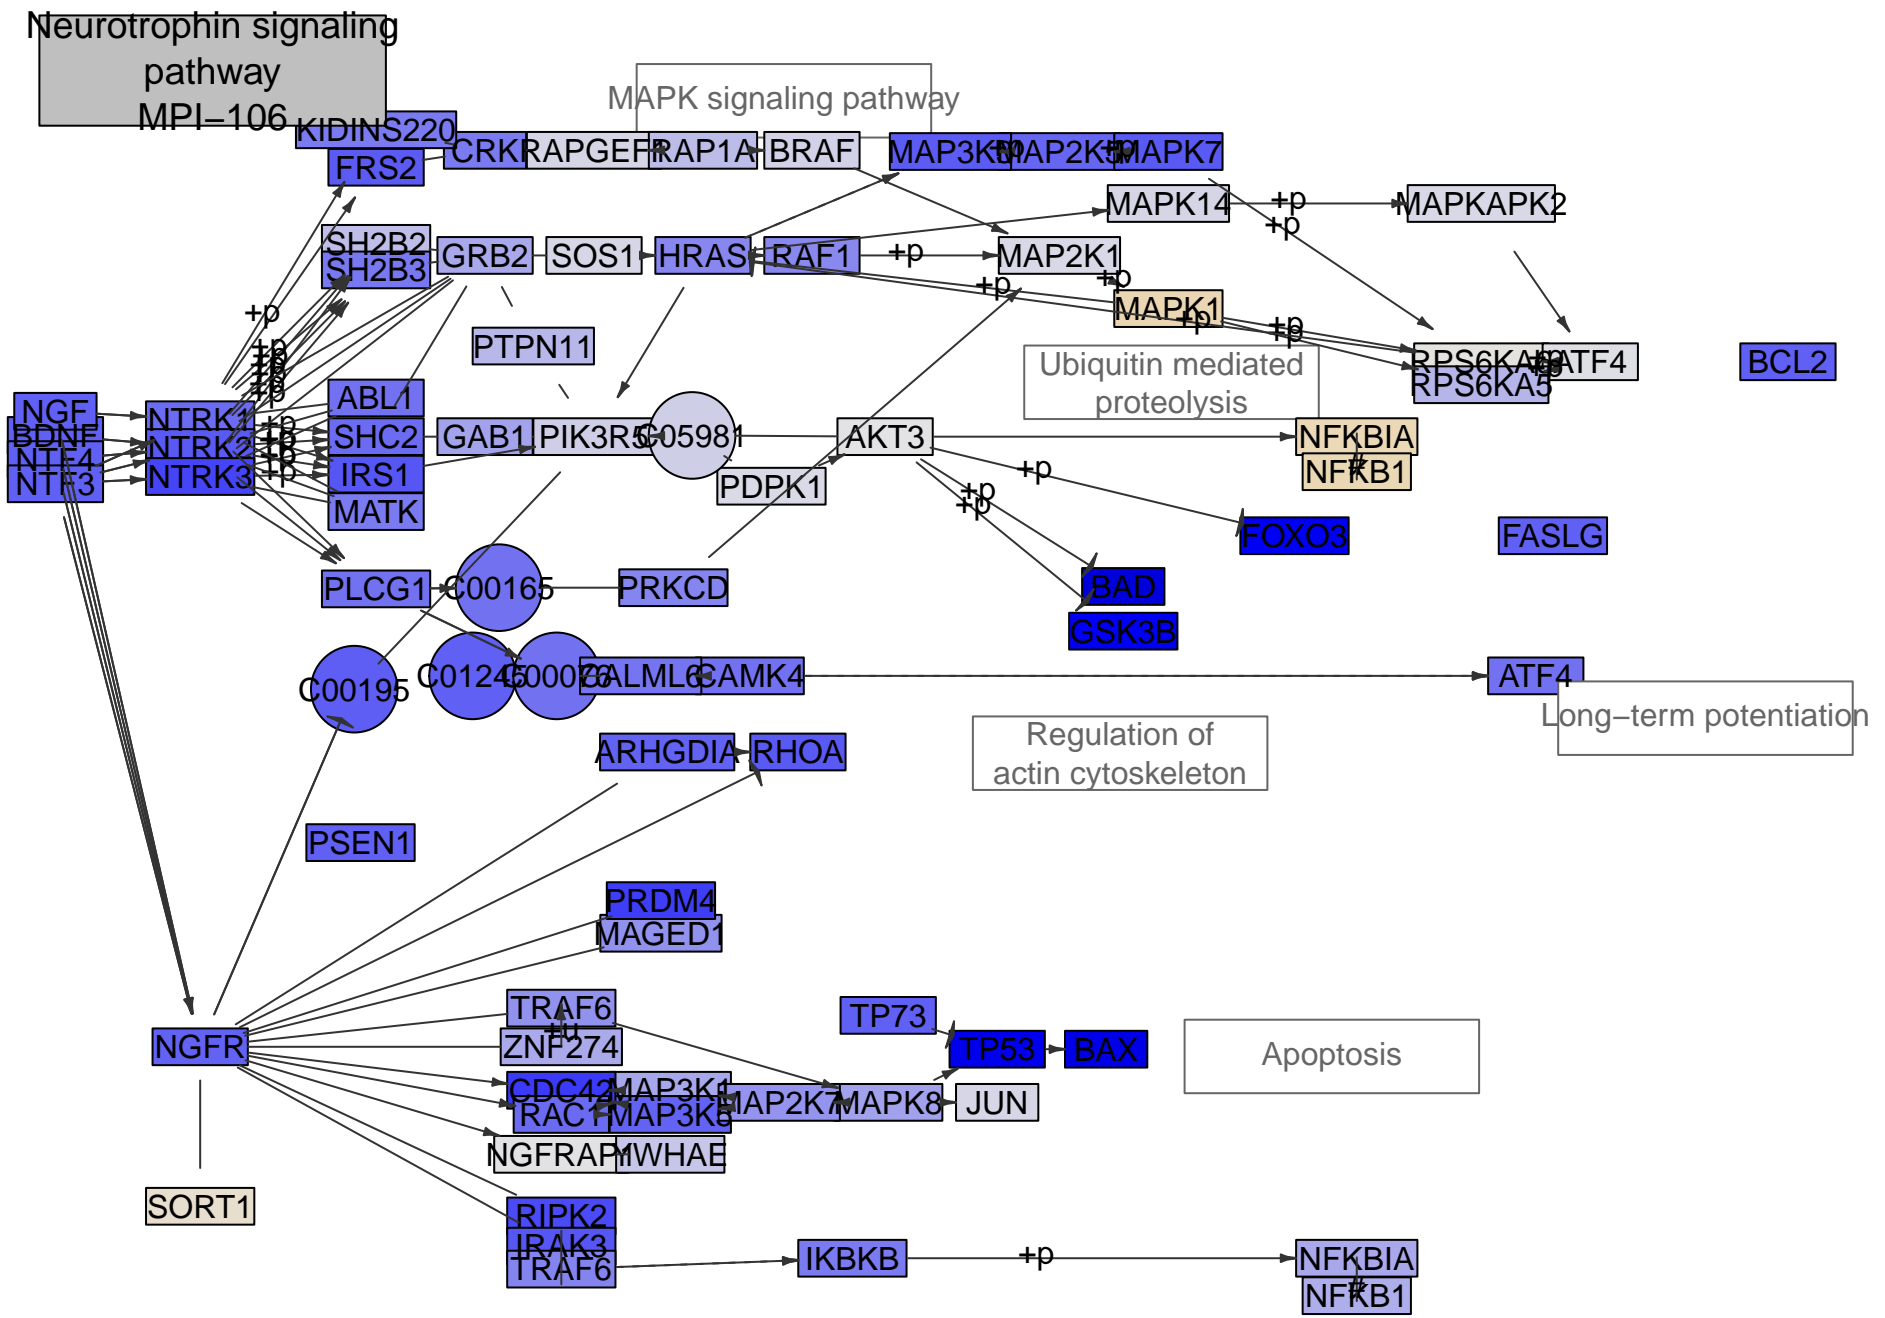 Neurotrophin signaling
pathway
MPI−106
MAPK signaling pathway
KIDINS220
FRS2
RAPGEF1
RAP1A
BRAF
MAP3K3
+p
MAP2K5
+p
MAPK7
MAPK14
+p
MAPKAPK2
+p
SH2B2
SH2B3
GRB2
SOS1
HRAS
RAF1
+p
MAP2K1
+p
+p
MAPK1
+p
+p
+p
+p
PTPN11
+p
+p
+p
+p
+p
Ubiquitin mediated
proteolysis
RPS6KA6
RPS6KA5
+p
+p
ATF4
BCL2
NGF
BDNF
NTF4
NTF3
NTRK1
NTRK2
NTRK3
+p
+p
+p
+p
ABL1
SHC2
IRS1
MATK
GAB1
PIK3R5
C05981
AKT3
PDPK1
NFKBIA
NFKB1
+p
+p
+p
FOXO3
FASLG
BAD
GSK3B
PLCG1
C00165
PRKCD
C00195
C01245
C00076
CALML6
CAMK4
ATF4
Long−term potentiation
ARHGDIA
RHOA
Regulation of
actin cytoskeleton
PSEN1
PRDM4
MAGED1
TRAF6
+u
ZNF274
NGFR
TP73
TP53
BAX
Apoptosis
CDC42
RAC1
MAP3K1
MAP3K5
MAP2K7
MAPK8
JUN
NGFRAP1
YWHAE
SORT1
RIPK2
IRAK3
TRAF6
IKBKB
+p
NFKBIA
NFKB1